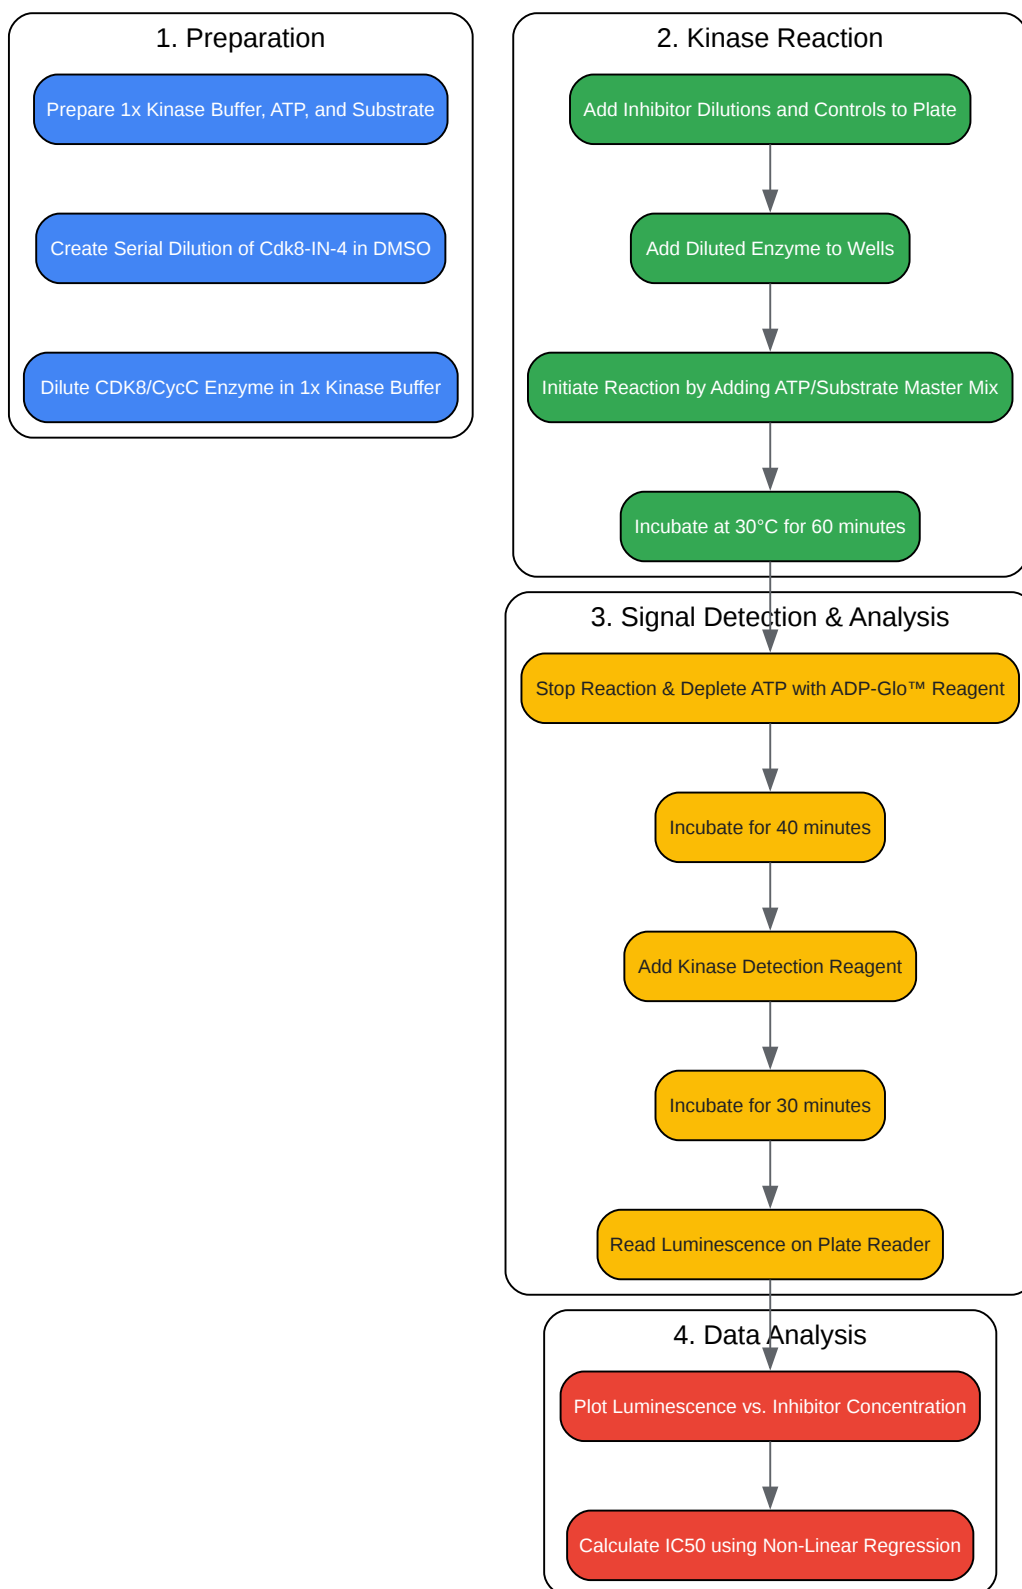 1. Preparation
Prepare 1x Kinase Buffer, ATP, and Substrate
Create Serial Dilution of Cdk8-IN-4 in DMSO
Dilute CDK8/CycC Enzyme in 1x Kinase Buffer
2. Kinase Reaction
Add Inhibitor Dilutions and Controls to Plate
Add Diluted Enzyme to Wells
Initiate Reaction by Adding ATP/Substrate Master Mix
Incubate at 30°C for 60 minutes
3. Signal Detection & Analysis
Stop Reaction & Deplete ATP with ADP-Glo™ Reagent
Incubate for 40 minutes
Add Kinase Detection Reagent
Incubate for 30 minutes
Read Luminescence on Plate Reader
4. Data Analysis
Plot Luminescence vs. Inhibitor Concentration
Calculate IC50 using Non-Linear Regression